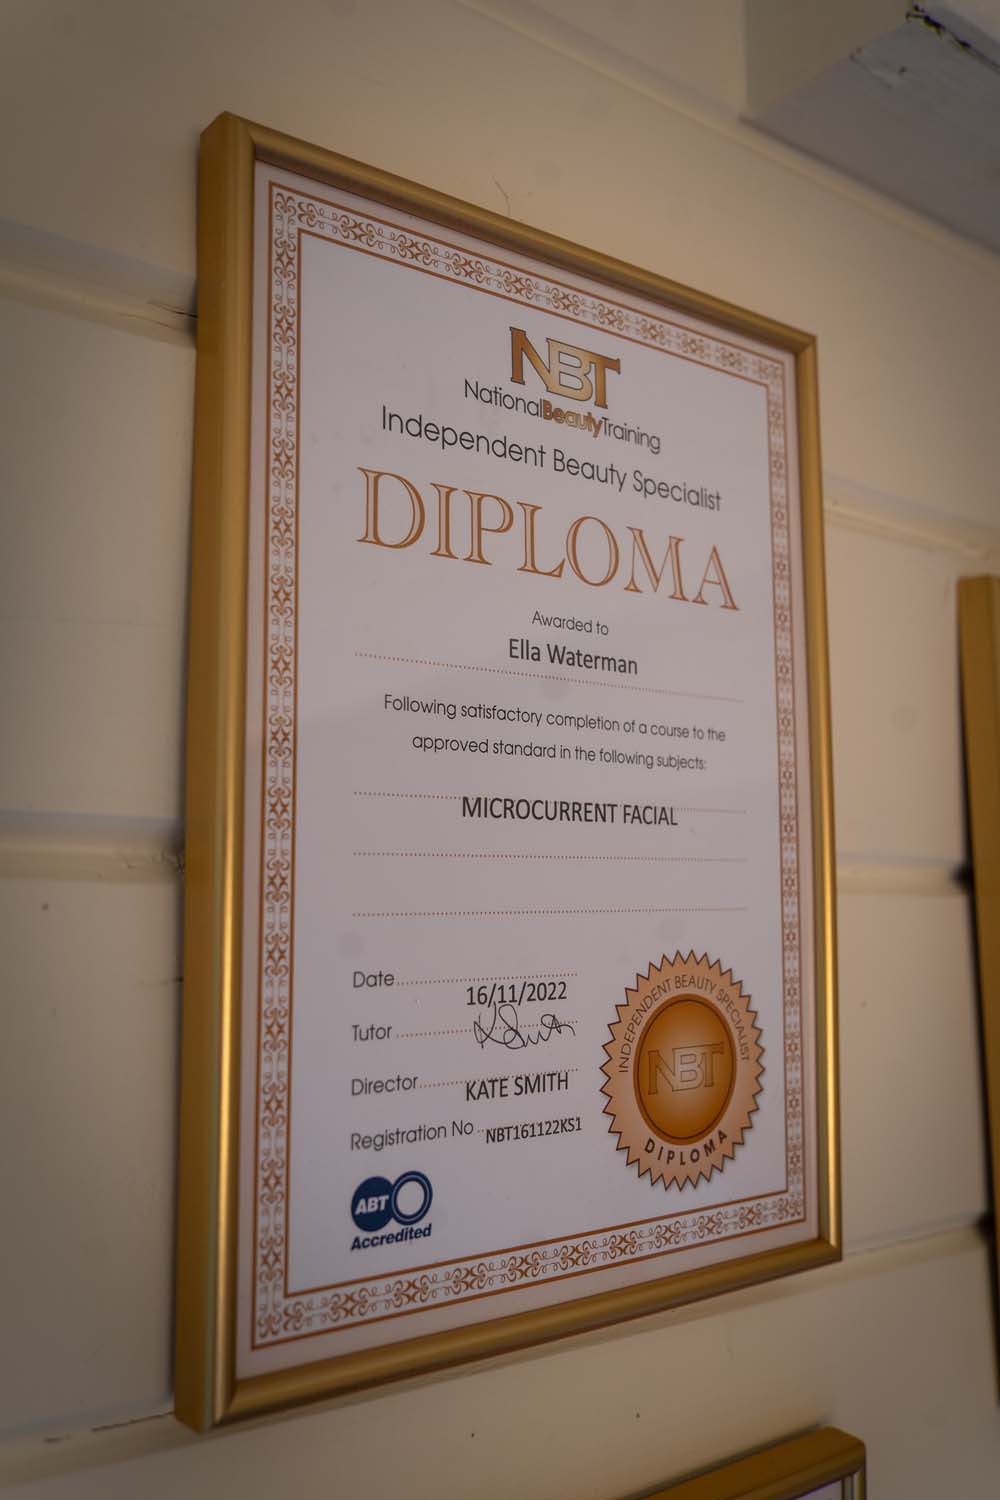 NBT
NationalBeautyTraining
Independent Beauty Specialist
DIPLOMA
Awarded to
Ella Waterman
Following satisfactory completion of a course to the
approved standard in the following subjects:
MICROCURRENT FACIAL
Date 16/11/2022
Tutor K Smith
Director KATE SMITH
Registration No NBT161122KS1
INDEPENDENT BEAUTY SPECIALIST
NBT
DIPLOMA
ABT
Accredited